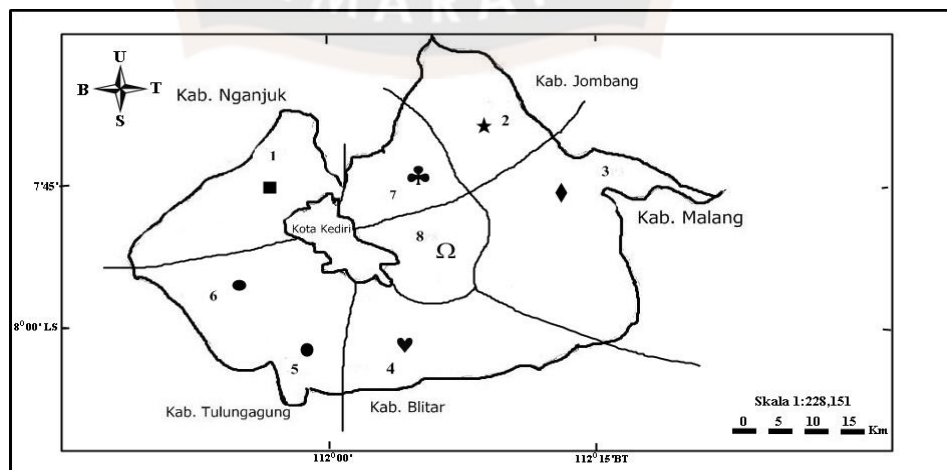 MARA
U
B T
S
Kab. Nganjuk
Kab. Jombang
2
1
3
7'45'
7
Kab. Malang
Kota Kediri
8 Ω
6
8°00' LS
5
4
Kab. Tulungagung
Kab. Blitar
Skala 1:228,151
0 5 10 15
Km
112°00'
112°15'BT